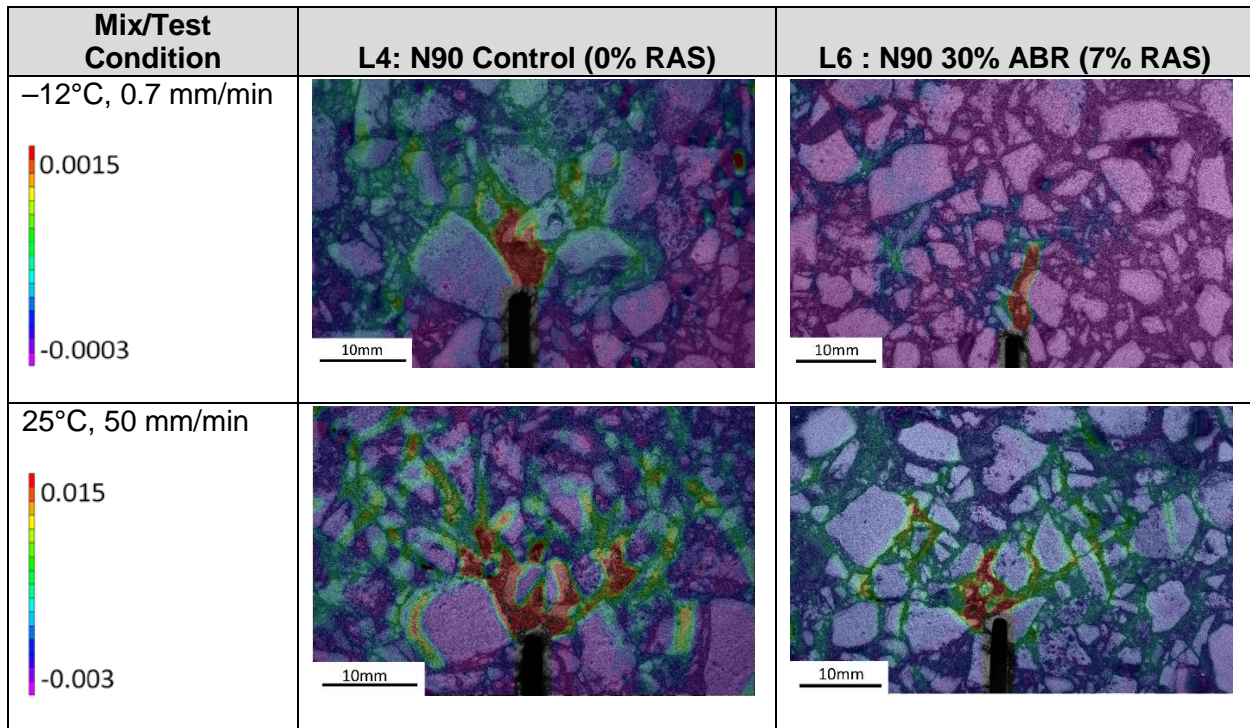 Mix/Test
Condition
L4: N90 Control (0% RAS)
L6 : N90 30% ABR (7% RAS)
–12°C, 0.7 mm/min
0.0015
-0.0003
10mm
10mm
25°C, 50 mm/min
0.015
-0.003
10mm
10mm